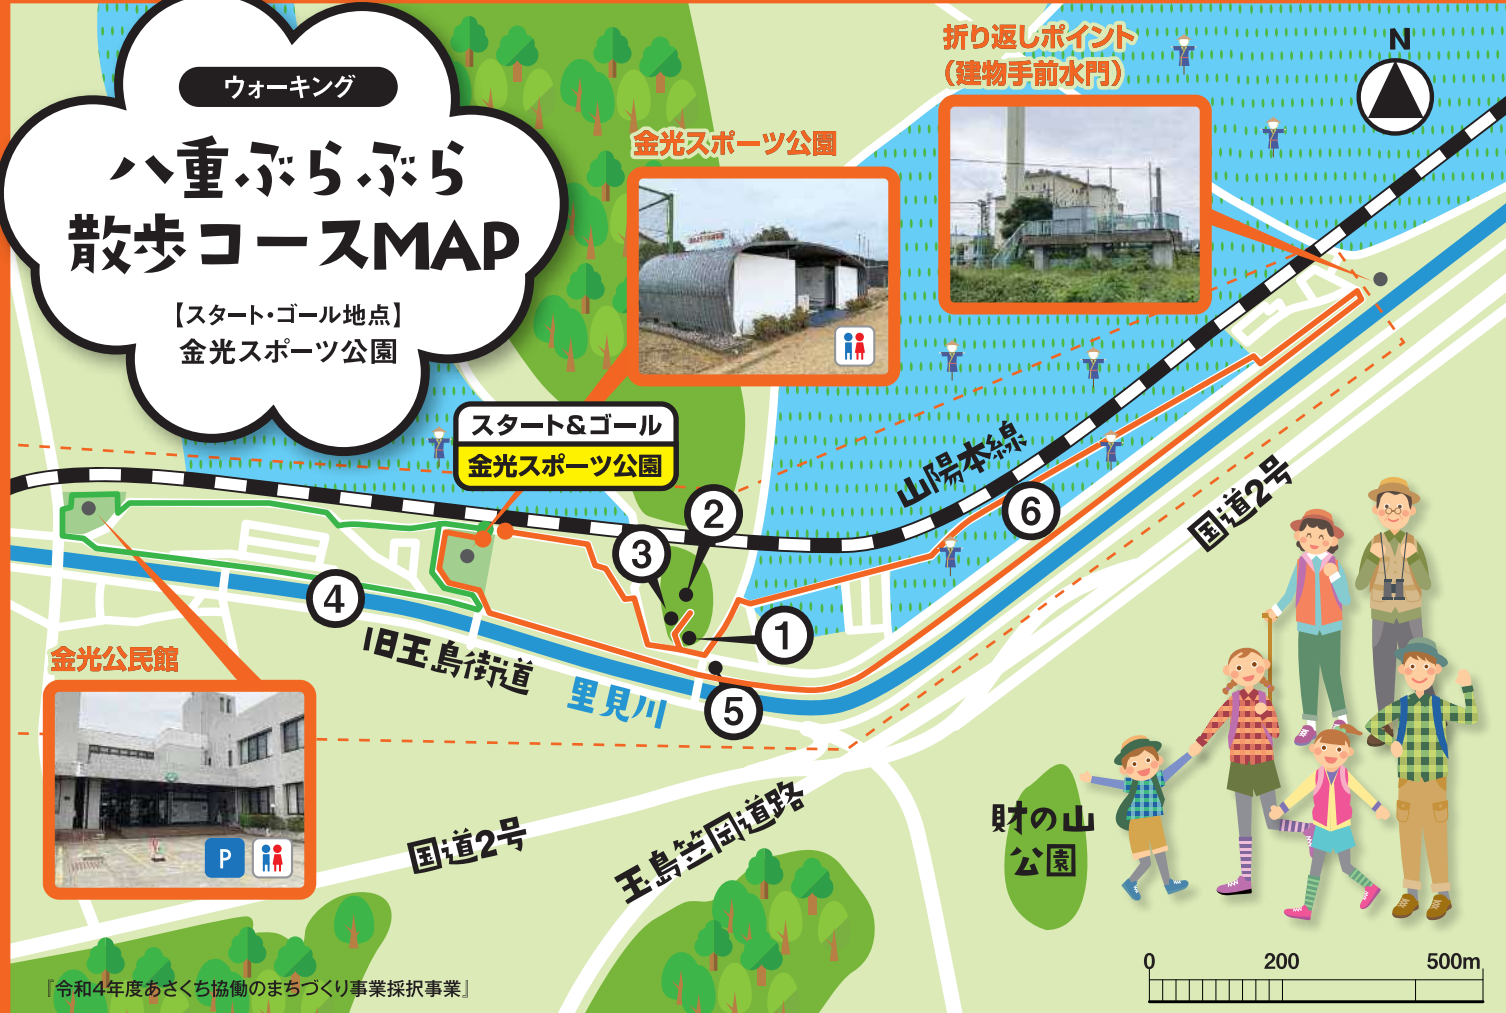 ウォーキング
八重ぶらぶら
散歩コースMAP
【スタート・ゴール地点】
金光スポーツ公園
折り返しポイント
(建物手前水門)
N
金光スポーツ公園
スタート&ゴール
金光スポーツ公園
山陽本線
国道2号
②
③
⑥
④
①
⑤
旧玉島街道
里見川
金光公民館
P
国道2号
玉島笠岡道路
財の山
公園
0 200 500m
『令和4年度あさくち協働のまちづくり事業採択事業』